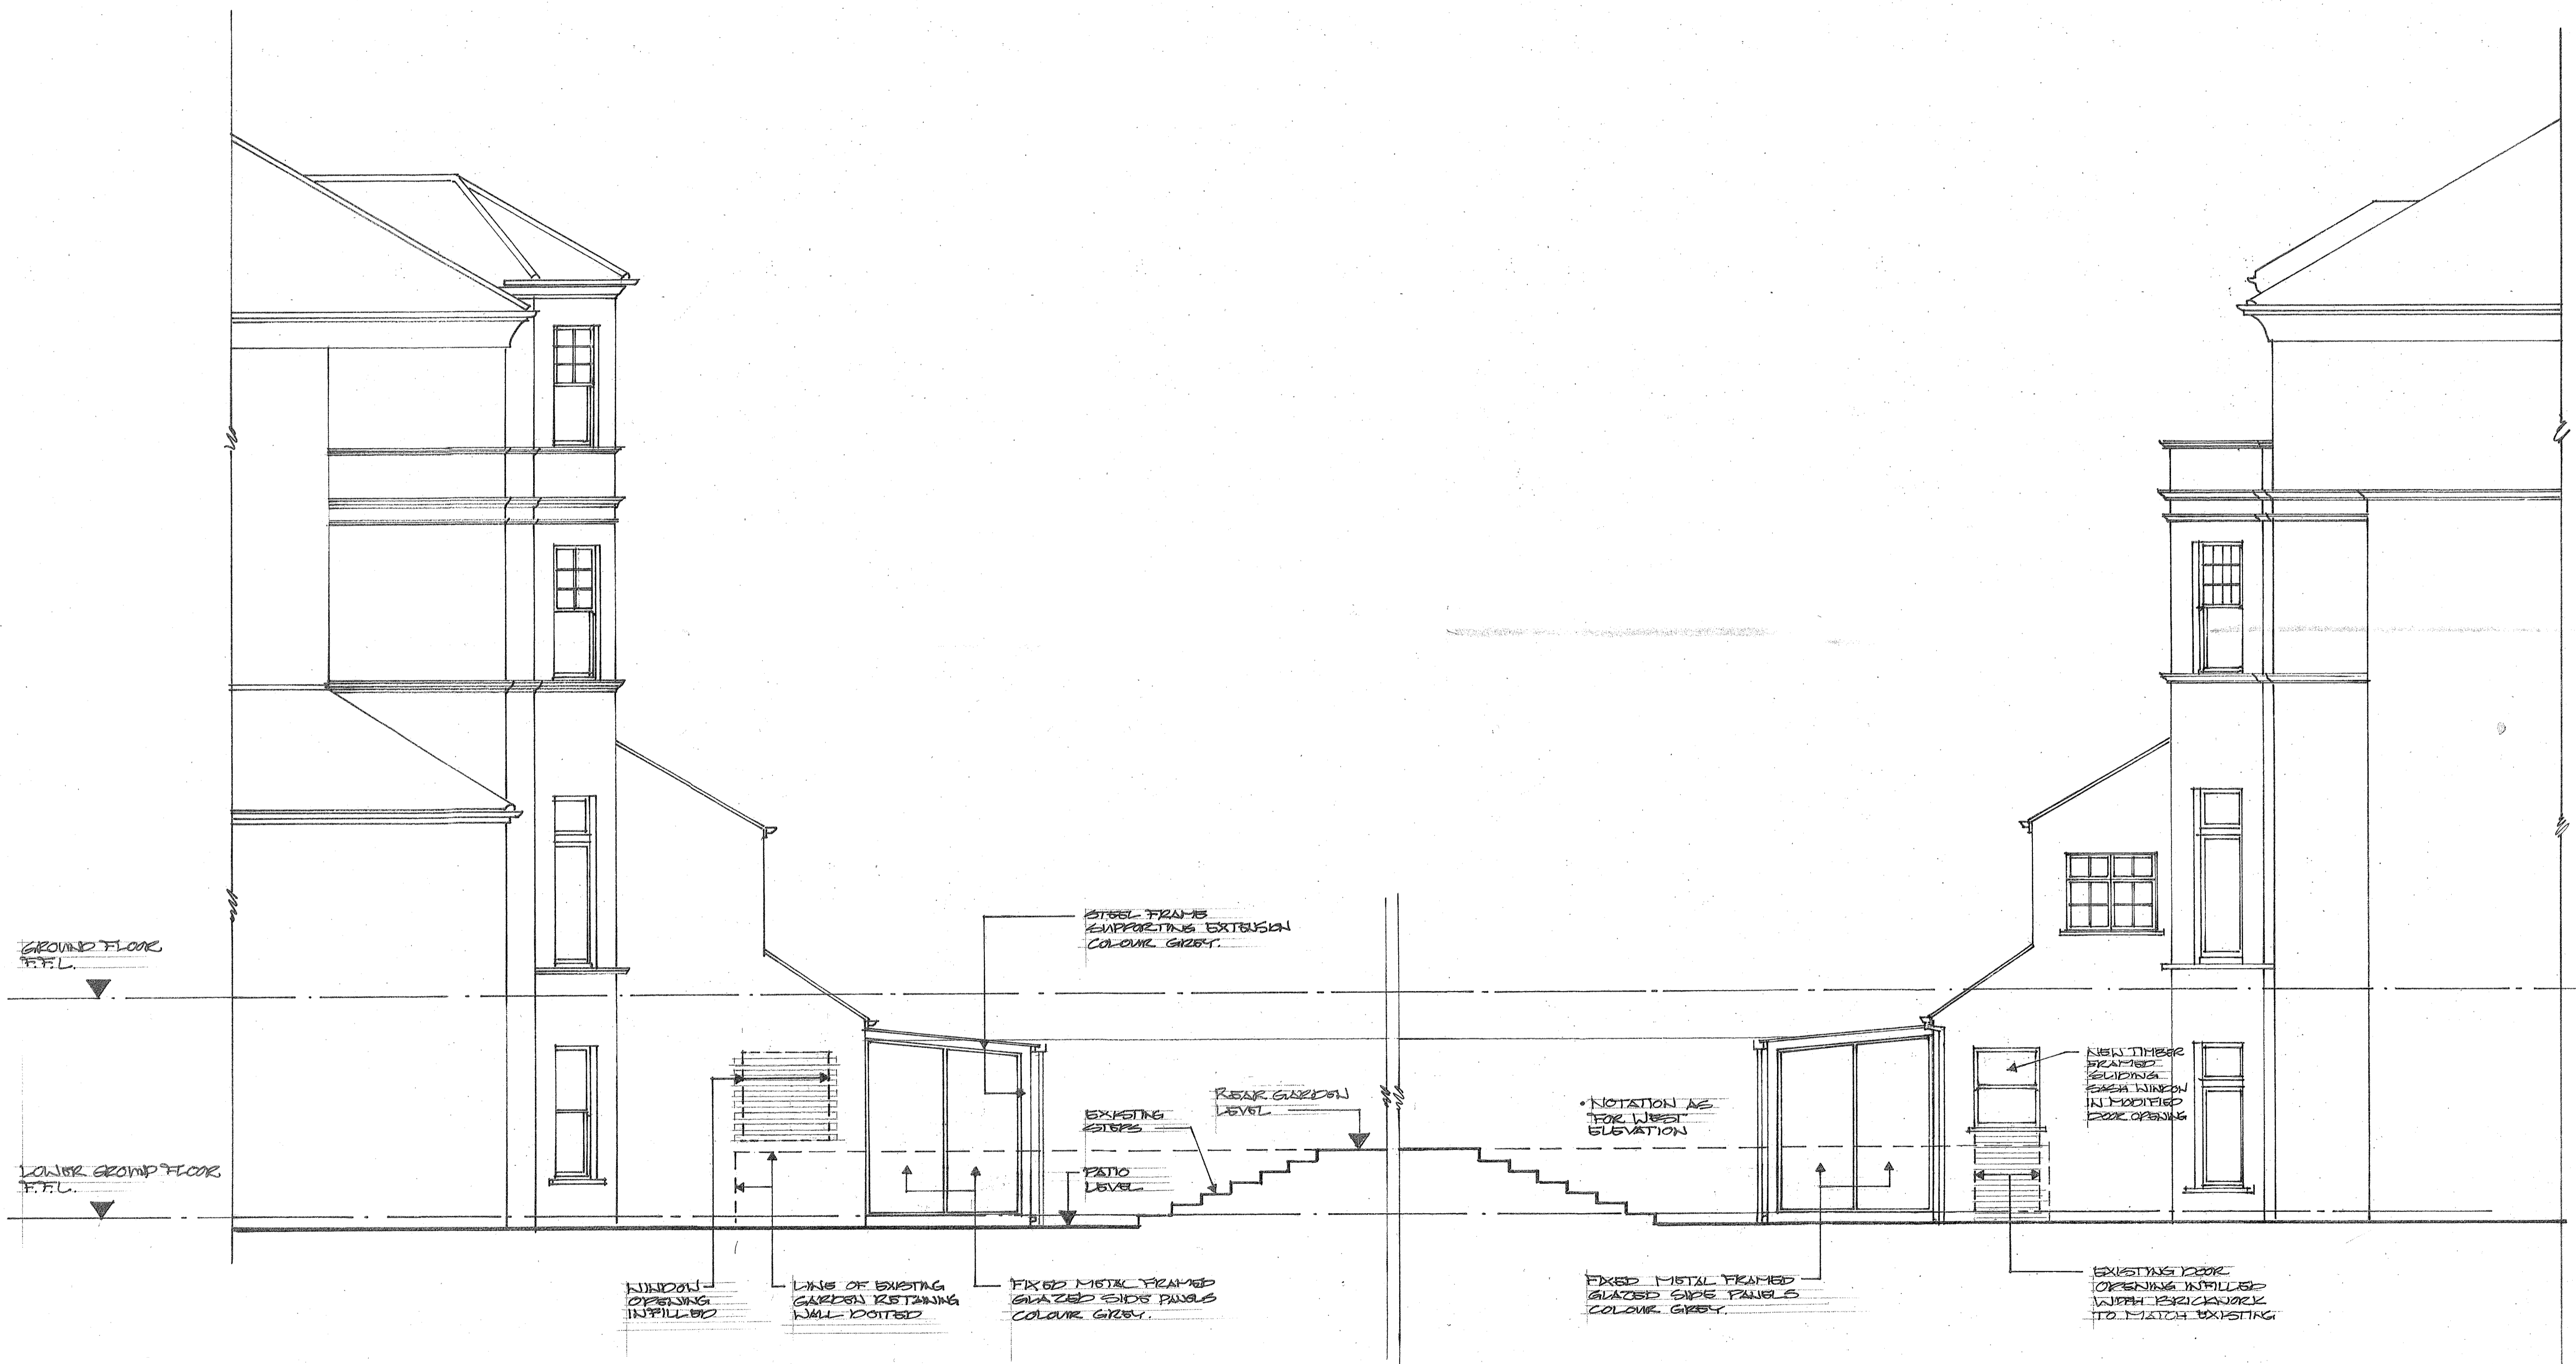 GROUND FLOOR
F.F.L.
LOWER GROUND FLOOR
F.F.L.
STEEL FRAME
SUPPORTING EXTENSION
COLOUR GREY.
REAR GARDEN
LEVEL
EXISTING
STEPS
PATIO
LEVEL
WINDOW
OPENING
INFILLED
LINE OF EXISTING
GARDEN RETAINING
WALL DOTTED
FIXED METAL FRAMED
GLAZED SIDE PANELS
COLOUR GREY.
• NOTATION AS
FOR WEST
ELEVATION
NEW TIMBER
FRAMED
SLIDING
SASH WINDOW
IN MODIFIED
DOOR OPENING
FIXED METAL FRAMED
GLAZED SIDE PANELS
COLOUR GREY.
EXISTING DOOR
OPENING INFILLED
WITH BRICKWORK
TO MATCH EXISTING